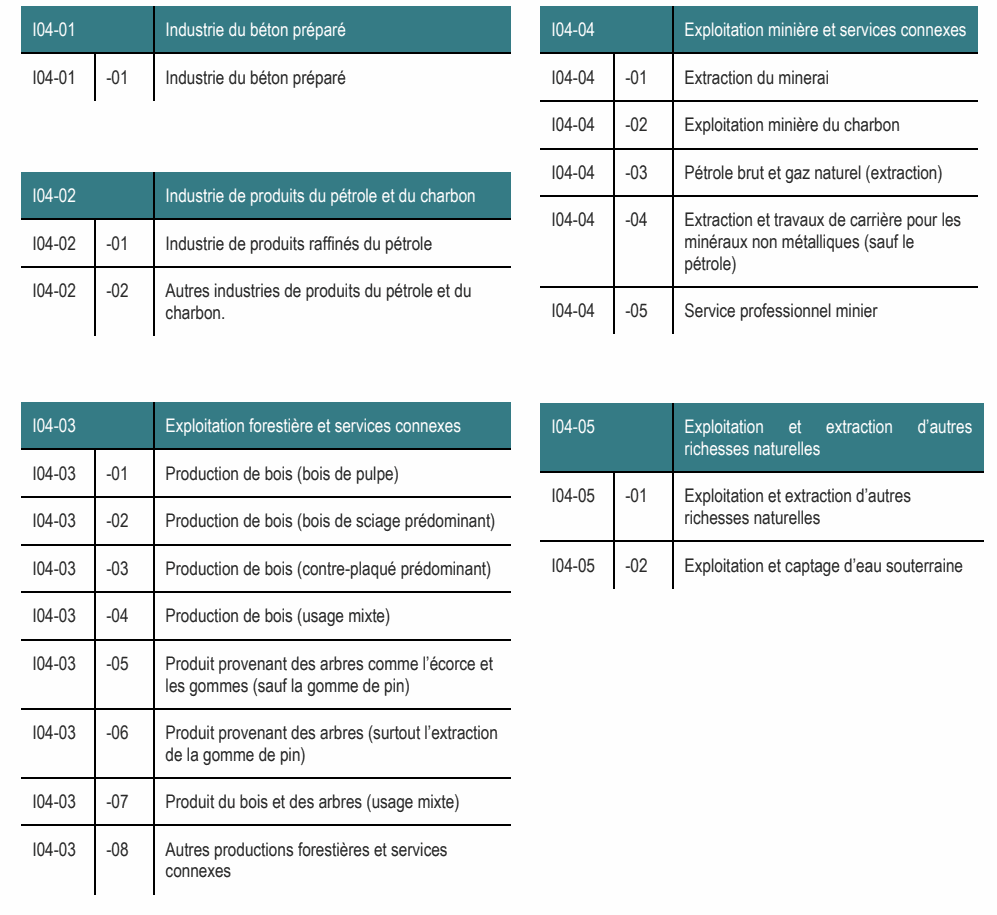 I04-01 Industrie du béton préparé
I04-01 -01 Industrie du béton préparé
I04-02 Industrie de produits du pétrole et du charbon
I04-02 -01 Industrie de produits raffinés du pétrole
I04-02 -02 Autres industries de produits du pétrole et du
charbon.
I04-03 Exploitation forestière et services connexes
I04-03 -01 Production de bois (bois de pulpe)
I04-03 -02 Production de bois (bois de sciage prédominant)
I04-03 -03 Production de bois (contre-plaqué prédominant)
I04-03 -04 Production de bois (usage mixte)
I04-03 -05 Produit provenant des arbres comme l’écorce et
les gommes (sauf la gomme de pin)
I04-03 -06 Produit provenant des arbres (surtout l’extraction
de la gomme de pin)
I04-03 -07 Produit du bois et des arbres (usage mixte)
I04-03 -08 Autres productions forestières et services
connexes
I04-04 Exploitation minière et services connexes
I04-04 -01 Extraction du minerai
I04-04 -02 Exploitation minière du charbon
I04-04 -03 Pétrole brut et gaz naturel (extraction)
I04-04 -04 Extraction et travaux de carrière pour les
minéraux non métalliques (sauf le
pétrole)
I04-04 -05 Service professionnel minier
I04-05 Exploitation et extraction d’autres
richesses naturelles
I04-05 -01 Exploitation et extraction d’autres
richesses naturelles
I04-05 -02 Exploitation et captage d’eau souterraine